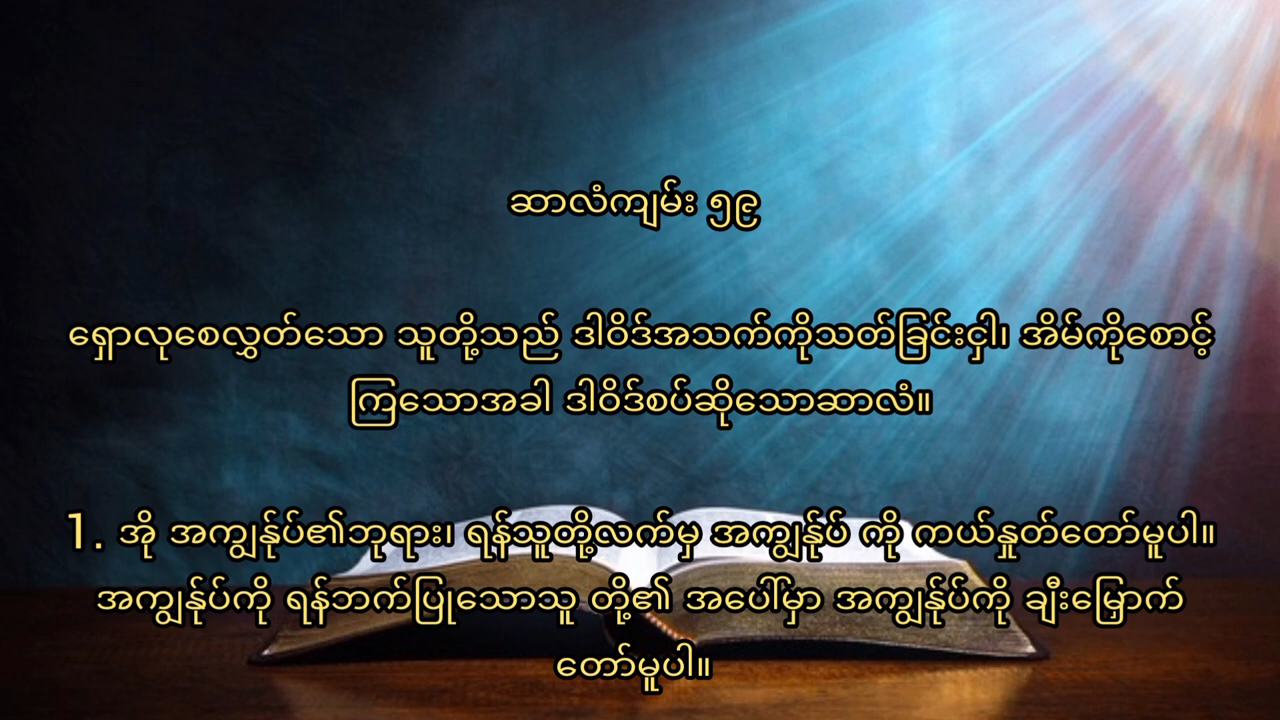 ဆာလံကျမ်း ၅၉
ရှောလုစေလွှတ်သော သူတို့သည် ဒါဝိဒ်အသက်ကိုသတ်ခြင်းငှါ၊ အိမ်ကိုစောင့်
ကြသောအခါ ဒါဝိဒ်စပ်ဆိုသောဆာလံ။
1. အို အကျွန်ုပ်၏ဘုရား၊ ရန်သူတို့လက်မှ အကျွန်ုပ် ကို ကယ်နှုတ်တော်မူပါ။
အကျွန်ုပ်ကို ရန်ဘက်ပြုသောသူ တို့၏ အပေါ်မှာ အကျွန်ုပ်ကို ချီးမြှောက်
တော်မူပါ။